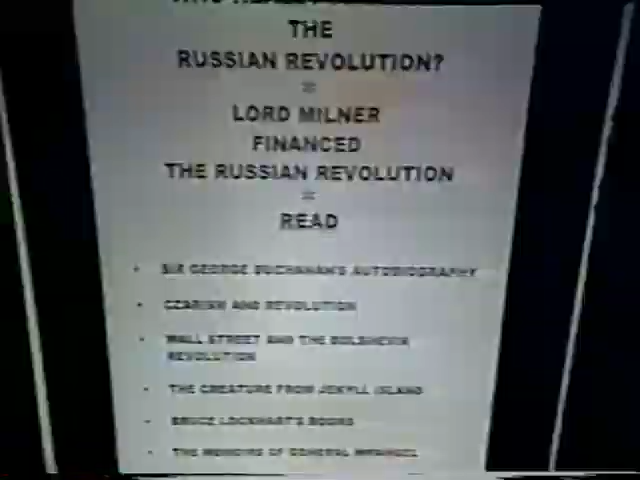 THE
RUSSIAN REVOLUTION?
=
LORD MILNER
FINANCED
THE RUSSIAN REVOLUTION
=
READ
• SIR GEORGE BUCHANAN'S AUTOBIOGRAPHY
• CZARISM AND REVOLUTION
• WALL STREET AND THE BOLSHEVIK
REVOLUTION
• THE CREATURE FROM JEKYLL ISLAND
• BRUCE LOCKHART'S BOOKS
• THE MEMOIRS OF GENERAL WRANGEL